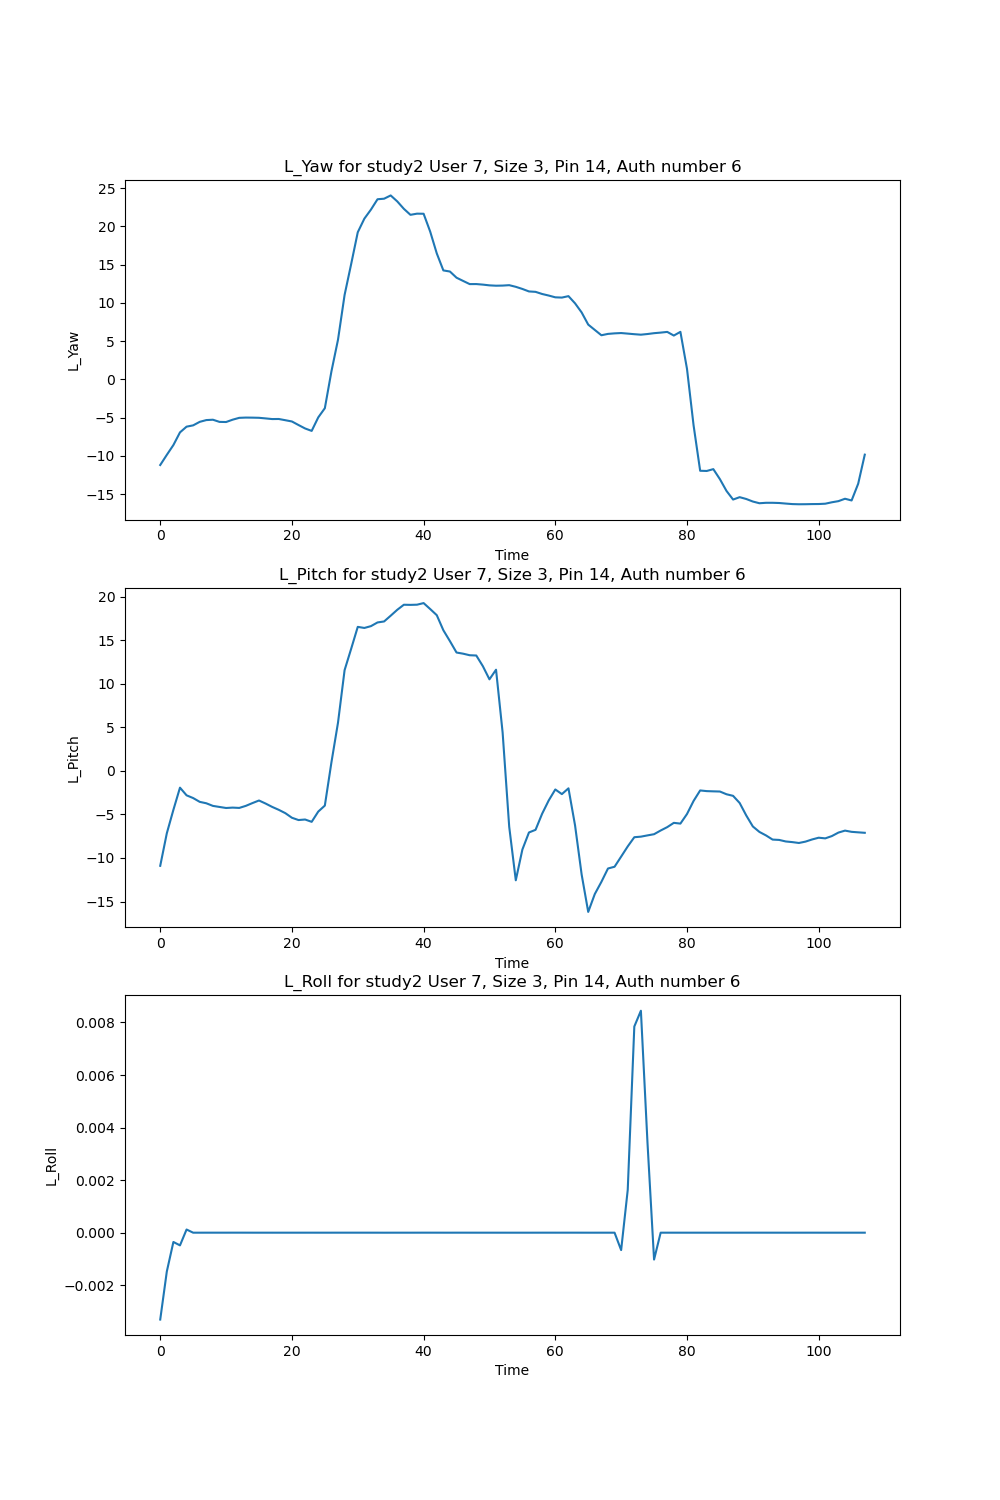 L_Yaw for study2 User 7, Size 3, Pin 14, Auth number 6
25
20
15
10
5
0
−5
−10
−15
L_Yaw
0 20 40 60 80 100
Time
L_Pitch for study2 User 7, Size 3, Pin 14, Auth number 6
20
15
10
5
0
−5
−10
−15
L_Pitch
0 20 40 60 80 100
Time
L_Roll for study2 User 7, Size 3, Pin 14, Auth number 6
0.008
0.006
0.004
0.002
0.000
−0.002
L_Roll
0 20 40 60 80 100
Time